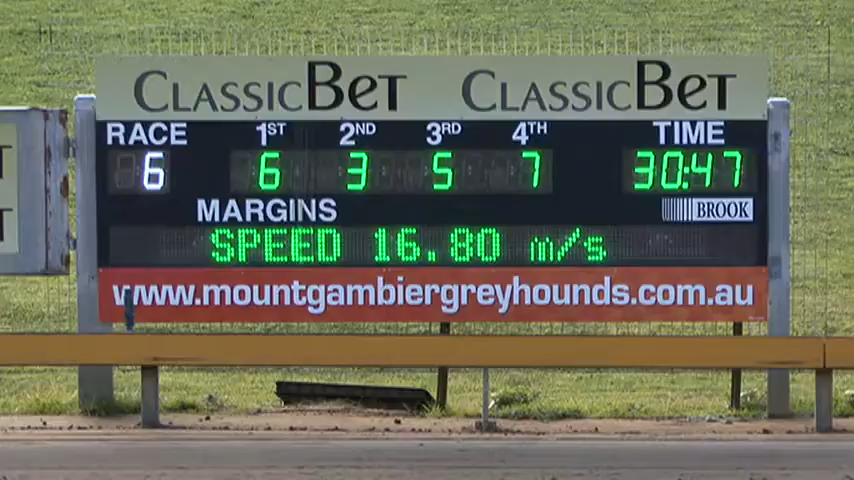 CLASSICBET CLASSICBET
RACE 1ST 2ND 3RD 4TH TIME
6 6 3 5 7 30:47
MARGINS BROOK
SPEED 16.80 m/s
www.mountgambiergreyhounds.com.au